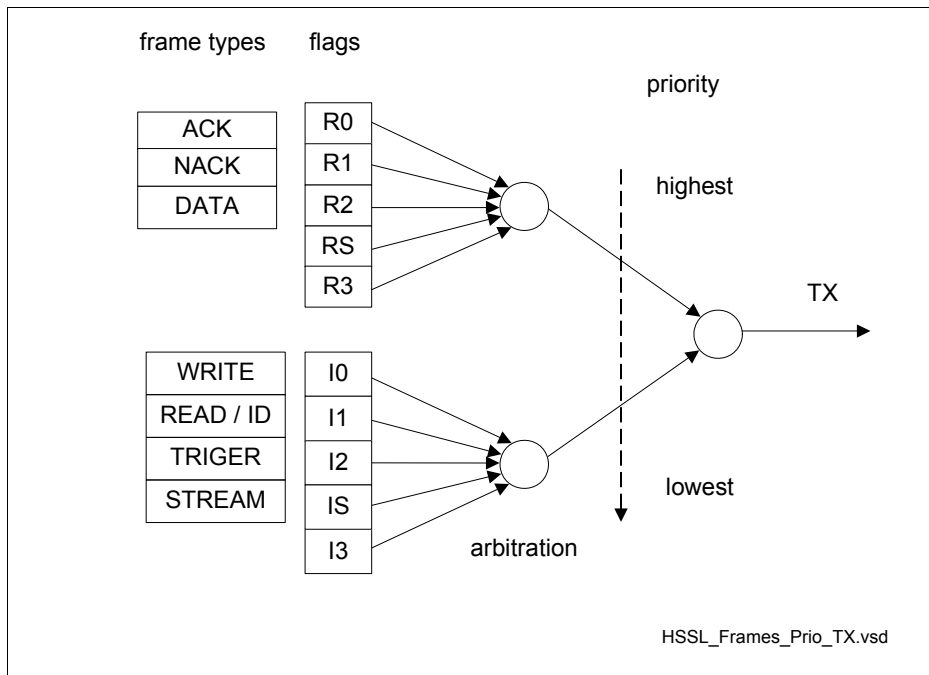 frame types
flags
priority
ACK
NACK
DATA
R0
R1
R2
RS
R3
highest
TX
WRITE
READ / ID
TRIGER
STREAM
I0
I1
I2
IS
I3
lowest
arbitration
HSSL_Frames_Prio_TX.vsd